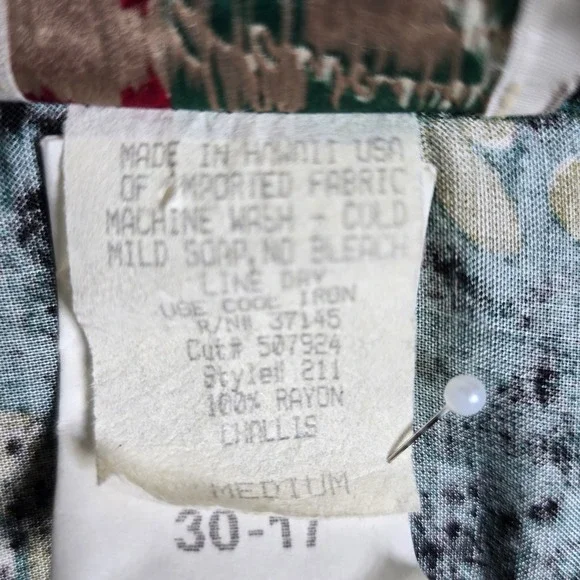 MADE IN HAWAII USA
OF IMPORTED FABRIC
MACHINE WASH - COLD
MILD SOAP, NO BLEACH
LINE DRY
USE COOL IRON
R/N# 37145
Cut# 507924
Style# 211
100% RAYON
CHALLIS
MEDIUM
30-17